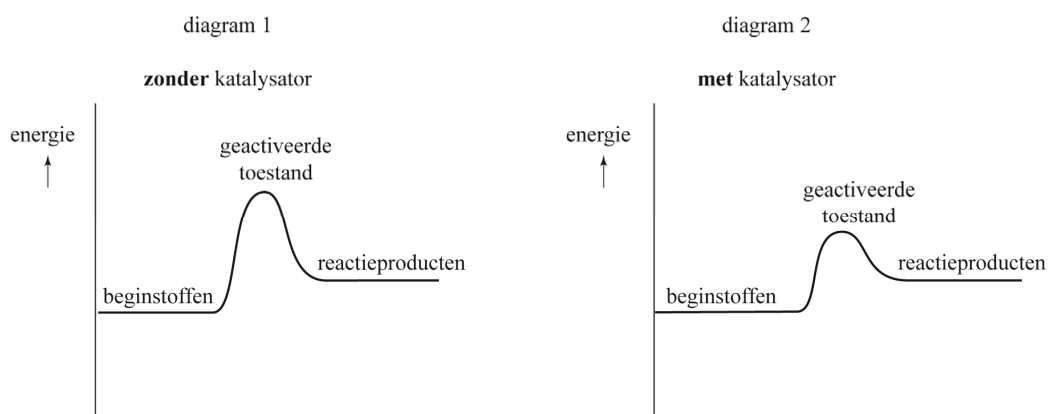 diagram 1
zonder katalysator
energie
geactiveerde
toestand
reactieproducten
beginstoffen
diagram 2
met katalysator
energie
geactiveerde
toestand
reactieproducten
beginstoffen